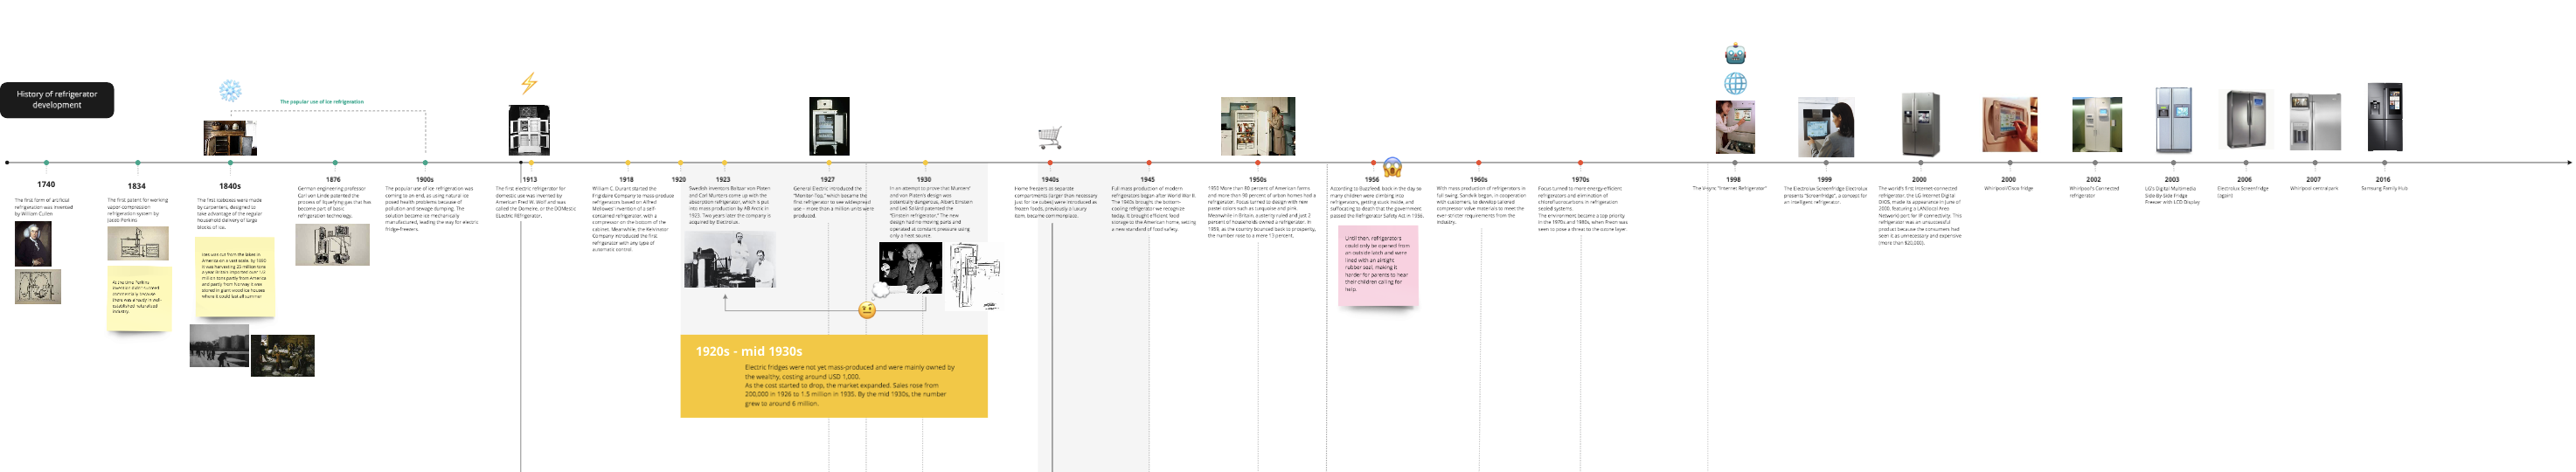 History of refrigerator
development
The popular use of ice refrigeration
1740
The first form of artificial
refrigeration was invented
by William Cullen
1834
The first patent for working
vapor-compression
refrigeration system by
Jacob Perkins
1840s
The first iceboxes were made
by carpenters, designed to
take advantage of the regular
household delivery of large
blocks of ice.
1876
German engineering professor
Carl von Linde patented the
process of liquefying gas that has
become part of basic
refrigeration technology.
1900s
The popular use of ice refrigeration was
coming to an end, as using natural ice
posed health problems because of
pollution and sewage dumping. The
solution become ice mechanically
manufactured, leading the way for electric
fridge-freezers.
1913
The first electric refrigerator for
domestic use was invented by
American Fred W. Wolf and was
called the Domelre, or the DOMestic
ELectric REfrigerator.
1918
William C. Durant started the
Frigidaire Company to mass produce
refrigerators based on Alfred
Mellowes' invention of a self-
contained refrigerator, with a
compressor on the bottom of the
cabinet. Meanwhile, the Kelvinator
Company introduced the first
refrigerator with any type of
automatic control.
1920
1923
Swedish inventors Baltzar von Platen
and Carl Munters come up with the
absorption refrigerator, which is put
into mass production by AB Arctic in
1923. Two years later the company is
acquired by Electrolux.
1927
General Electric introduced the
"Monitor-Top," which became the
first refrigerator to see widespread
use – more than a million units were
produced.
1930
In an attempt to prove that Munters'
and von Platen's design was
potentially dangerous, Albert Einstein
and Leo Szilard patented the
"Einstein refrigerator." The new
design had no moving parts and
operated at constant pressure using
only a heat source.
1920s - mid 1930s
Electric fridges were not yet mass-produced and were mainly owned by
the wealthy, costing around USD 1,000.
As the cost started to drop, the market expanded. Sales rose from
200,000 in 1926 to 1.5 million in 1935. By the mid 1930s, the number
grew to around 6 million.
1940s
Home freezers as separate
compartments (larger than necessary
just for ice cubes) were introduced as
frozen foods, previously a luxury
item, became commonplace.
1945
Full mass production of modern
refrigerators began after World War II.
The 1940s brought the bottom-
cooling refrigerator we recognize
today. It brought efficient food
storage to the American home, setting
a new standard of food safety.
1950s
1950 More than 80 percent of American farms
and more than 90 percent of urban homes had a
refrigerator. Focus turned to design with new
pastel colors such as turquoise and pink.
Meanwhile in Britain, austerity ruled and just 2
percent of households owned a refrigerator. In
1959, as the country bounced back to prosperity,
the number rose to a mere 13 percent.
1956
According to Buzzfeed, back in the day so
many children were climbing into
refrigerators, getting stuck inside, and
suffocating to death that the government
passed the Refrigerator Safety Act in 1956.
Until then, refrigerators
could only be opened from
an outside latch and were
lined with an airtight
rubber seal, making it
harder for parents to hear
their children calling for
help.
1960s
With mass production of refrigerators in
full swing, Sandvik began, in cooperation
with customers, to develop tailored
compressor valve materials to meet the
ever stricter requirements from the
industry.
1970s
Focus turned to more energy-efficient
refrigerators and elimination of
chlorofluorocarbons in refrigeration
sealed systems.
The environment become a top priority
in the 1970s and 1980s, when Freon was
seen to pose a threat to the ozone layer.
1998
The V-sync "Internet Refrigerator"
1999
The Electrolux Screenfridge Electrolux
presents "Screenfridge", a concept for
an intelligent refrigerator.
2000
The world's first internet-connected
refrigerator, the LG Internet Digital
DIOS, made its appearance in June of
2000, featuring a LAN(Local Area
Network) port for IP connectivity. This
refrigerator was an unsuccessful
product because the consumers had
seen it as unnecessary and expensive
(more than $20,000).
2000
Whirlpool/Cisco fridge
2002
Whirlpool's Connected
refrigerator
2003
LG's Digital Multimedia
Side-By-Side Fridge
Freezer with LCD Display
2006
Electrolux Screenfridge
2007
Whirlpool centralpark
2016
Samsung Family Hub